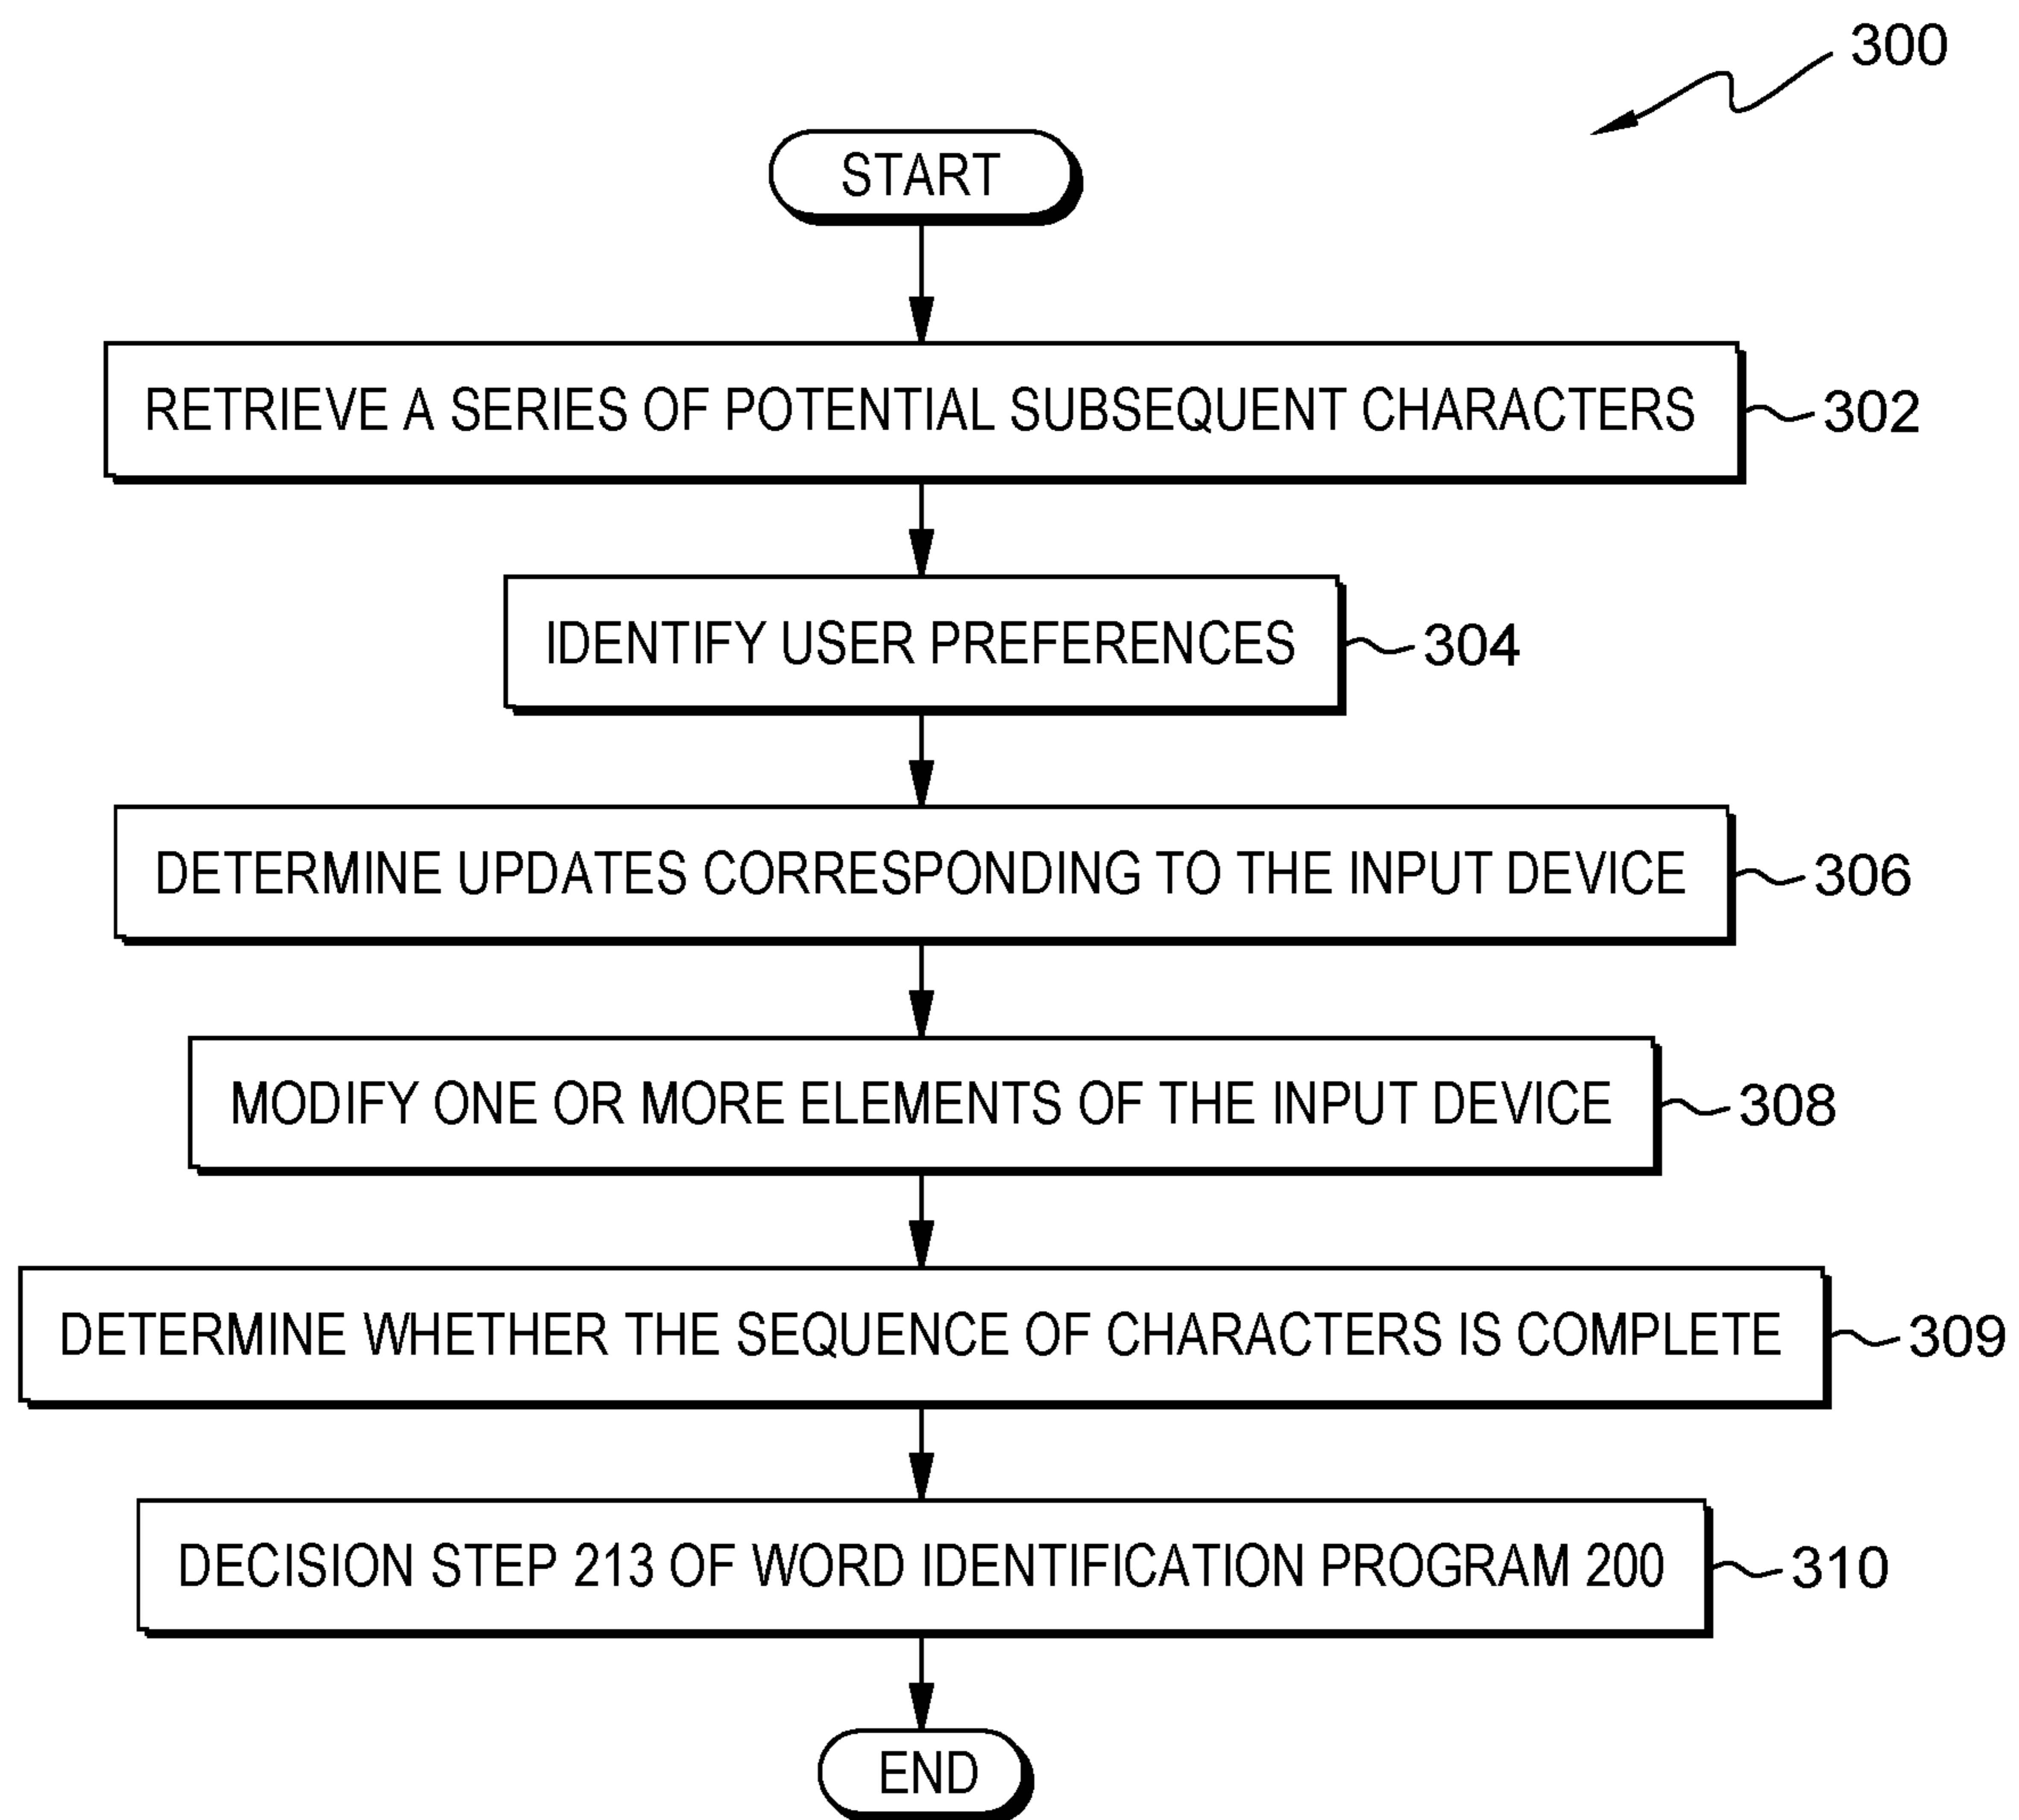 300
START
RETRIEVE A SERIES OF POTENTIAL SUBSEQUENT CHARACTERS
302
IDENTIFY USER PREFERENCES
304
DETERMINE UPDATES CORRESPONDING TO THE INPUT DEVICE
306
MODIFY ONE OR MORE ELEMENTS OF THE INPUT DEVICE
308
DETERMINE WHETHER THE SEQUENCE OF CHARACTERS IS COMPLETE
309
DECISION STEP 213 OF WORD IDENTIFICATION PROGRAM 200
310
END